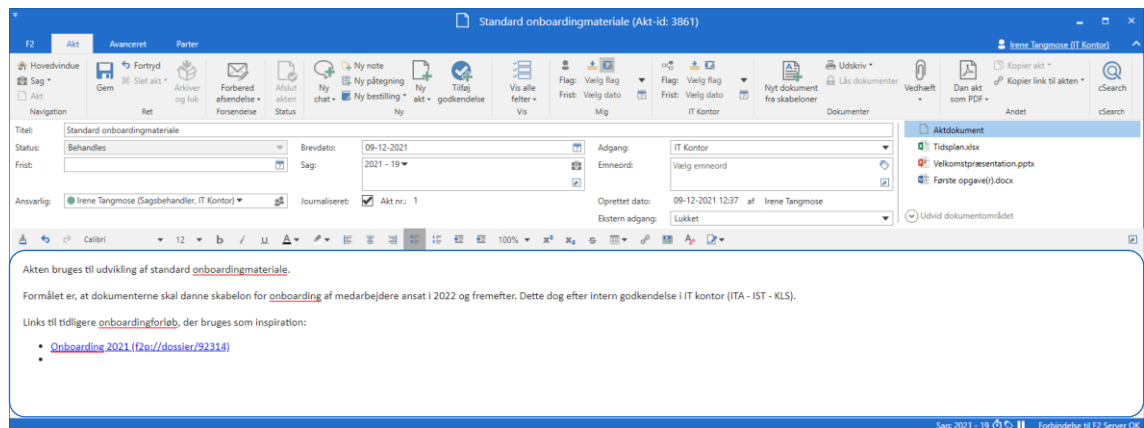 Standard onboardingmateriale (Akt-id: 3861)
F2 Akt Avanceret Parter Irene Tangmose (IT Kontor)
Hovedvindue
Sag
Akt
Navigation
Gem
Fortryd
Slet akt
Ret
Arkiver og luk
Forbered afsendelse
Forsendelse
Afslut akten
Status
Ny chat
Ny note
Ny påtegning
Ny bestilling
Ny akt
Tilføj godkendelse
Ny
Vis alle felter
Vis
Flag: Vælg flag
Frist: Vælg dato
Mig
Flag: Vælg flag
Frist: Vælg dato
IT Kontor
Nyt dokument fra skabeloner
Udskriv
Lås dokumenter
Dokumenter
Vedhæft
Dan akt som PDF
Kopier akt
Kopier link til akten
Andet
cSearch
cSearch
Titel: Standard onboardingmateriale
Status: Behandles
Brevdato: 09-12-2021
Adgang: IT Kontor
Frist:
Sag: 2021 - 19
Emneord: Vælg emneord
Ansvarlig: Irene Tangmose (Sagsbehandler, IT Kontor)
Journaliseret: Akt nr.: 1
Oprettet dato: 09-12-2021 12:37 af Irene Tangmose
Ekstern adgang: Lukket
Aktdokument
Tidsplan.xlsx
Velkomstpræsentation.pptx
Første opgave(r).docx
Udvid dokumentområdet
Calibri 12 b / u A 100% x² x₂
Akten bruges til udvikling af standard onboardingmateriale.
Formålet er, at dokumenterne skal danne skabelon for onboarding af medarbejdere ansat i 2022 og fremefter. Dette dog efter intern godkendelse i IT kontor (ITA - IST - KLS).
Links til tidligere onboardingforløb, der bruges som inspiration:
• Onboarding 2021 (f2p://dossier/92314)
•
Sag: 2021 - 19 Forbindelse til F2 Server OK